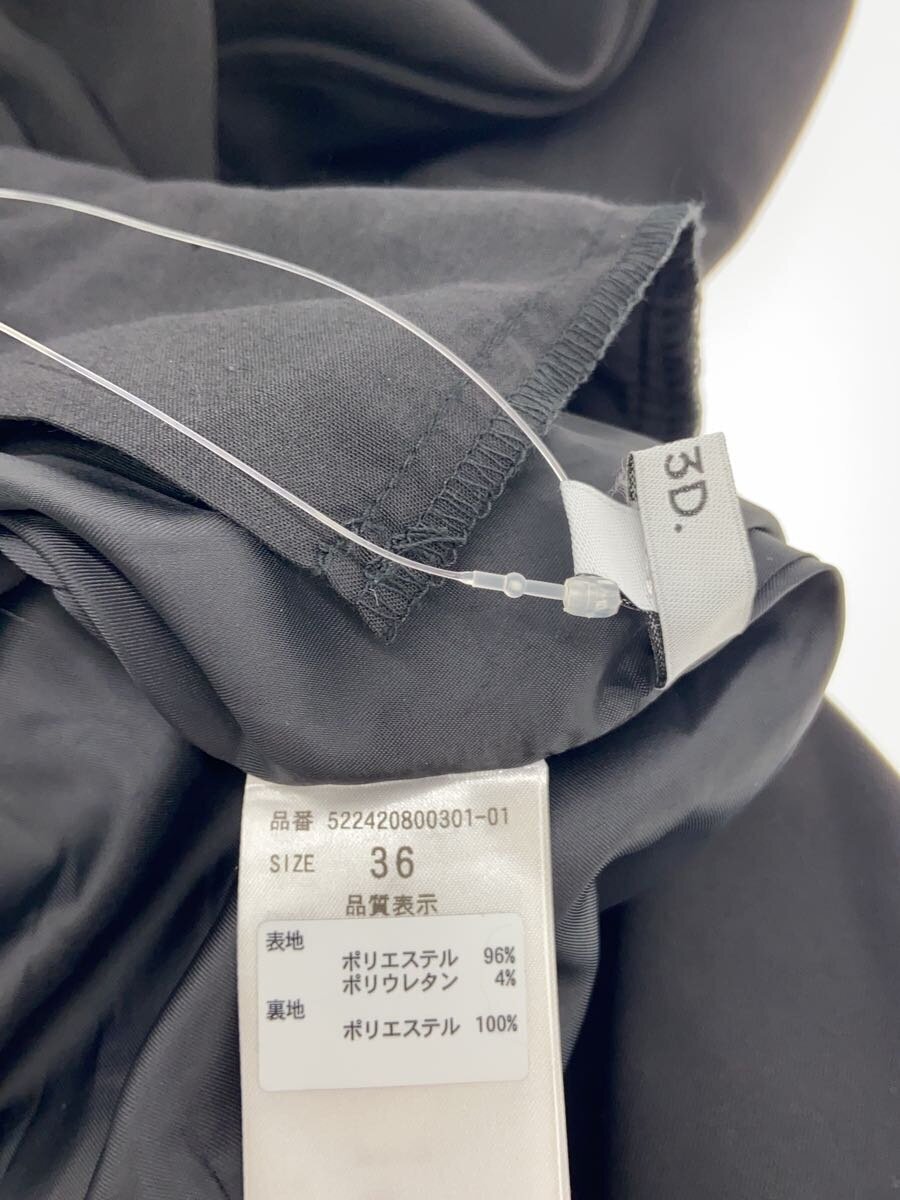 3D.
品番 522420800301-01
SIZE 36
品質表示
表地
ポリエステル 96%
ポリウレタン 4%
裏地
ポリエステル 100%